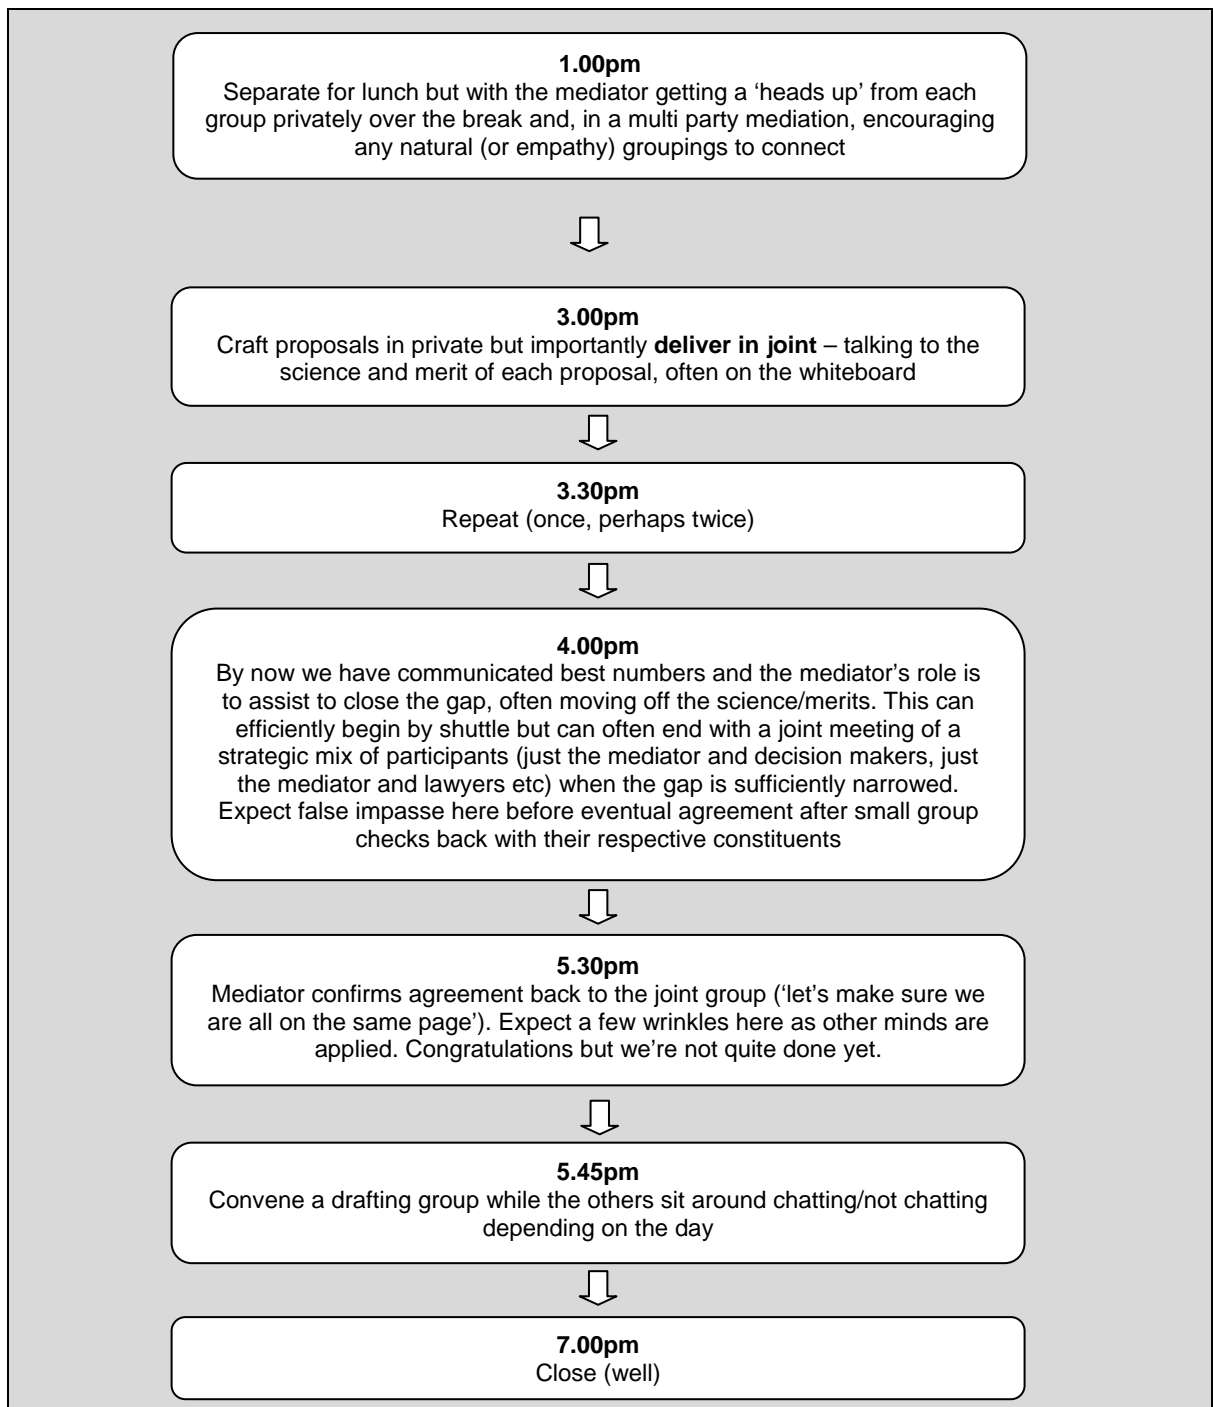 1.00pm
Separate for lunch but with the mediator getting a ‘heads up’ from each
group privately over the break and, in a multi party mediation, encouraging
any natural (or empathy) groupings to connect
3.00pm
Craft proposals in private but importantly deliver in joint – talking to the
science and merit of each proposal, often on the whiteboard
3.30pm
Repeat (once, perhaps twice)
4.00pm
By now we have communicated best numbers and the mediator’s role is
to assist to close the gap, often moving off the science/merits. This can
efficiently begin by shuttle but can often end with a joint meeting of a
strategic mix of participants (just the mediator and decision makers, just
the mediator and lawyers etc) when the gap is sufficiently narrowed.
Expect false impasse here before eventual agreement after small group
checks back with their respective constituents
5.30pm
Mediator confirms agreement back to the joint group (‘let’s make sure we
are all on the same page’). Expect a few wrinkles here as other minds are
applied. Congratulations but we’re not quite done yet.
5.45pm
Convene a drafting group while the others sit around chatting/not chatting
depending on the day
7.00pm
Close (well)